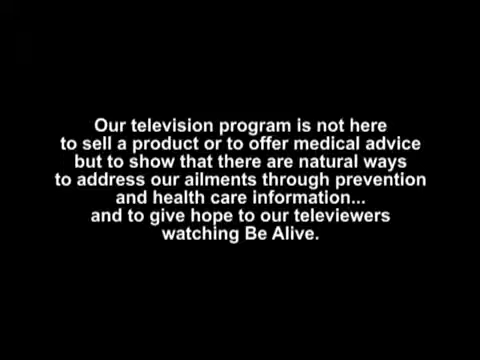 Our television program is not here
to sell a product or to offer medical advice
but to show that there are natural ways
to address our ailments through prevention
and health care information...
and to give hope to our televiewers
watching Be Alive.